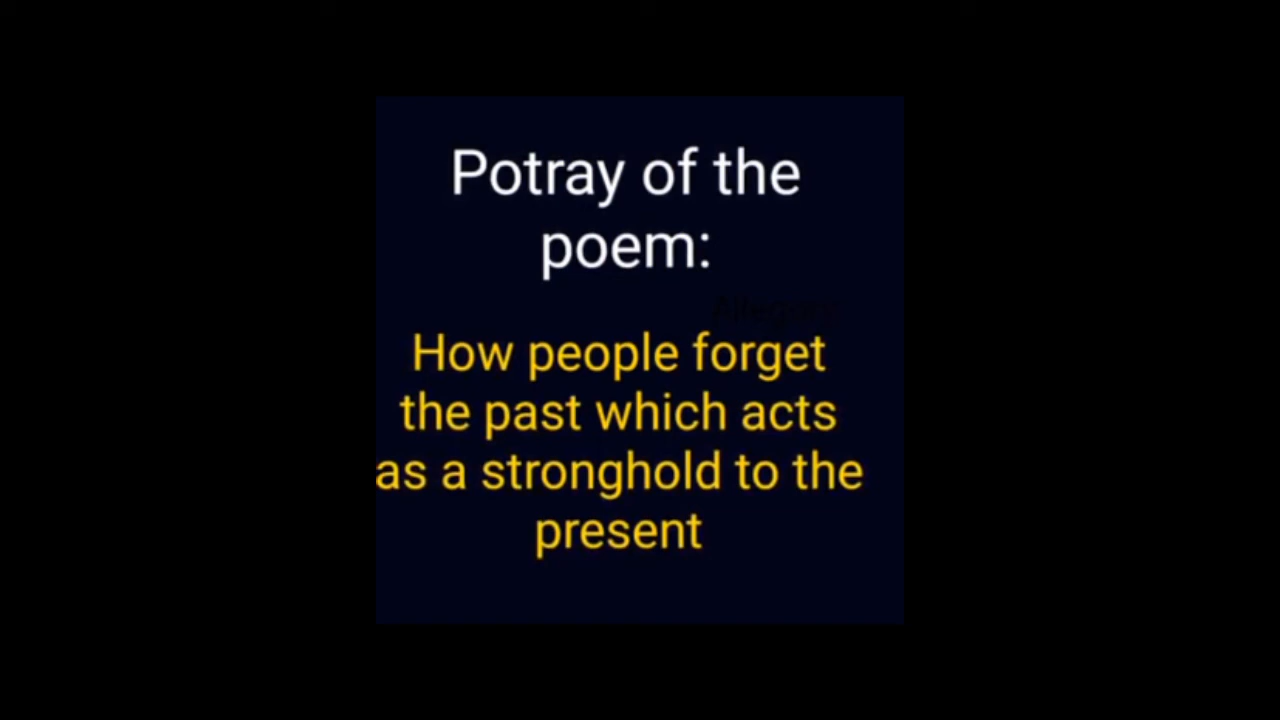 Potray of the
poem:
How people forget
the past which acts
as a stronghold to the
present